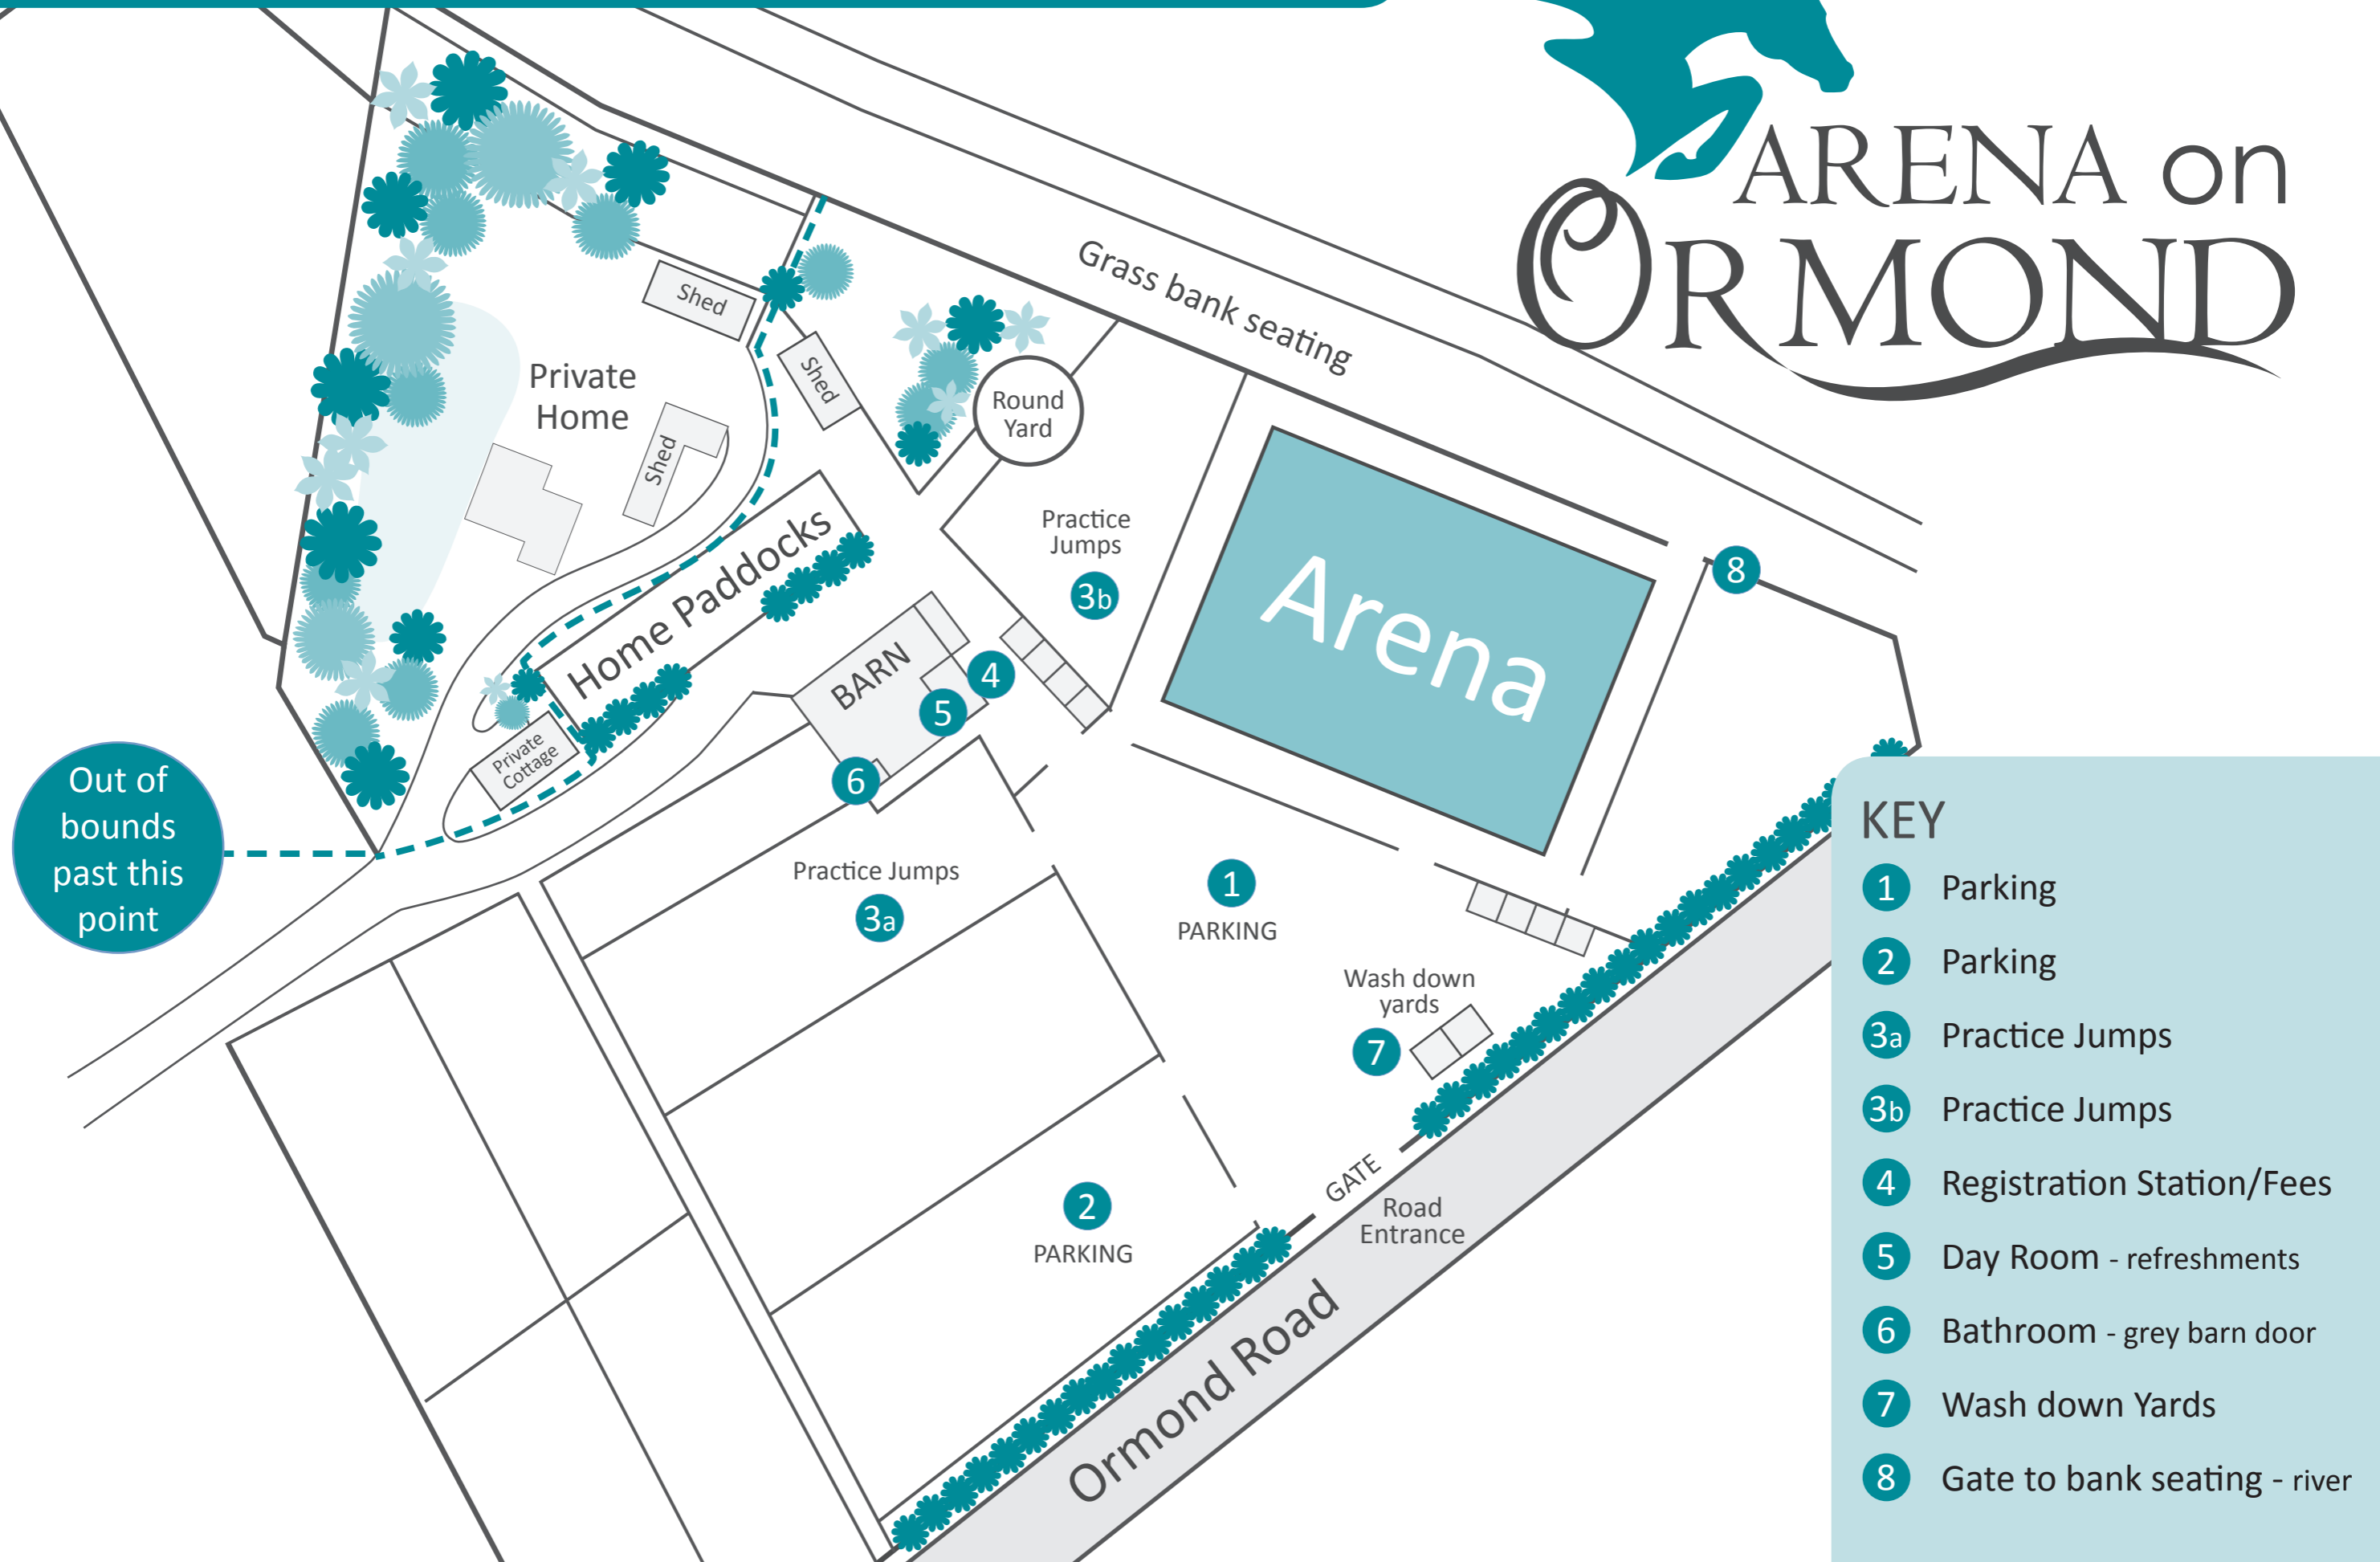 ARENA on
ORMOND
Grass bank seating
Shed
Shed
Private
Home
Shed
Round
Yard
Practice
Jumps
3b
Home Paddocks
Arena
8
BARN
4
5
6
Private
Cottage
Out of
bounds
past this
point
Practice Jumps
3a
1
PARKING
Wash down
yards
7
2
PARKING
GATE
Road
Entrance
Ormond Road
KEY
1 Parking
2 Parking
3a Practice Jumps
3b Practice Jumps
4 Registration Station/Fees
5 Day Room - refreshments
6 Bathroom - grey barn door
7 Wash down Yards
8 Gate to bank seating - river